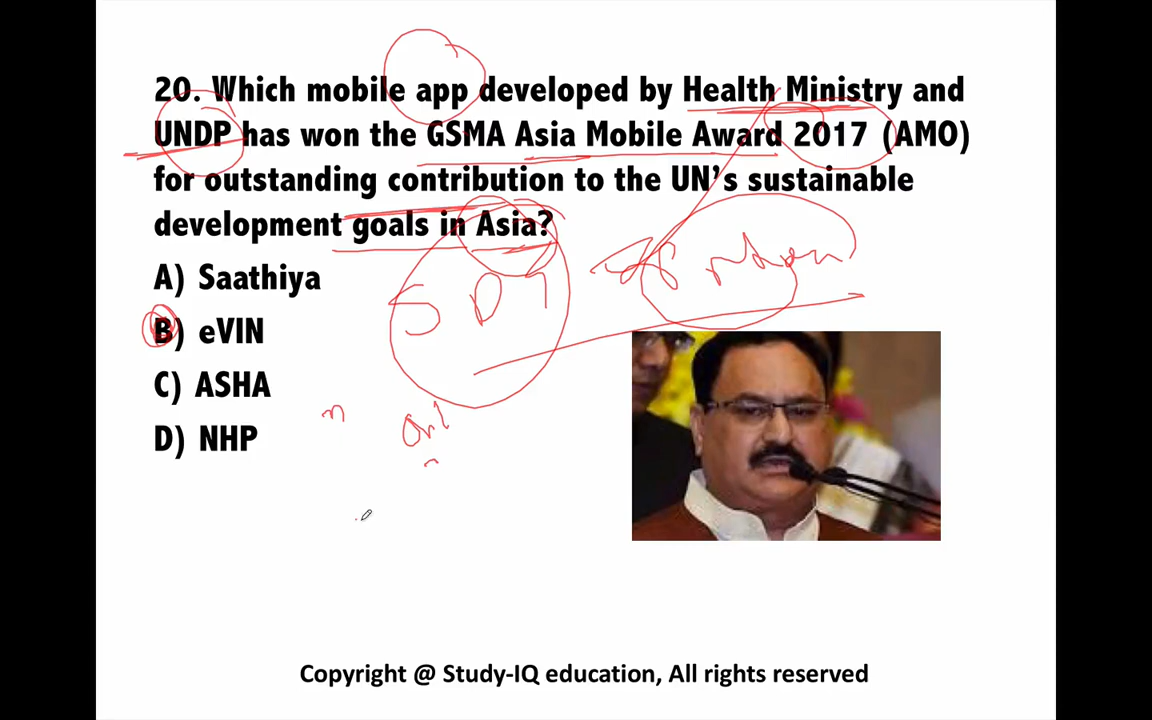 20. Which mobile app developed by Health Ministry and
UNDP has won the GSMA Asia Mobile Award 2017 (AMO)
for outstanding contribution to the UN's sustainable
development goals in Asia?
A) Saathiya
B) eVIN
C) ASHA
D) NHP
Copyright @ Study-IQ education, All rights reserved